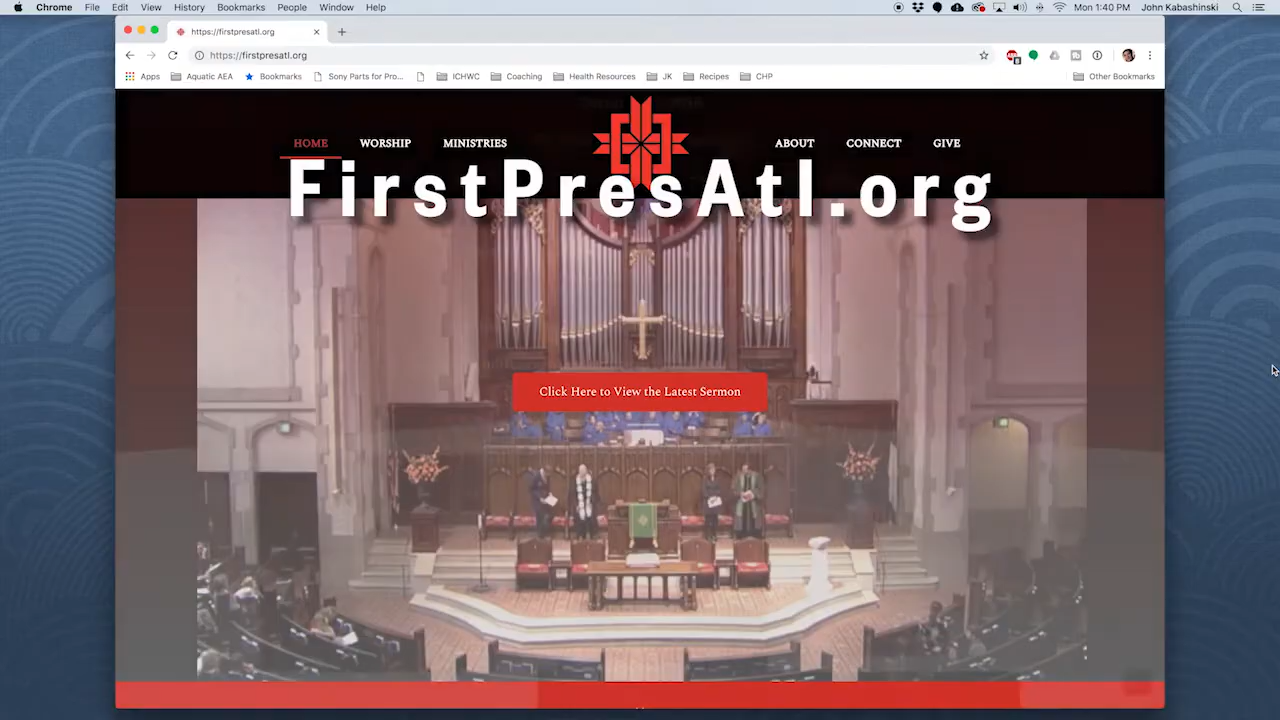 Chrome File Edit View History Bookmarks People Window Help Mon 1:40 PM John Kabashinski
https://firstpresatl.org
https://firstpresatl.org
Apps Aquatic AEA Bookmarks Sony Parts for Pro... ICHWC Coaching Health Resources JK Recipes CHP Other Bookmarks
HOME WORSHIP MINISTRIES ABOUT CONNECT GIVE
FirstPresAtl.org
Click Here to View the Latest Sermon